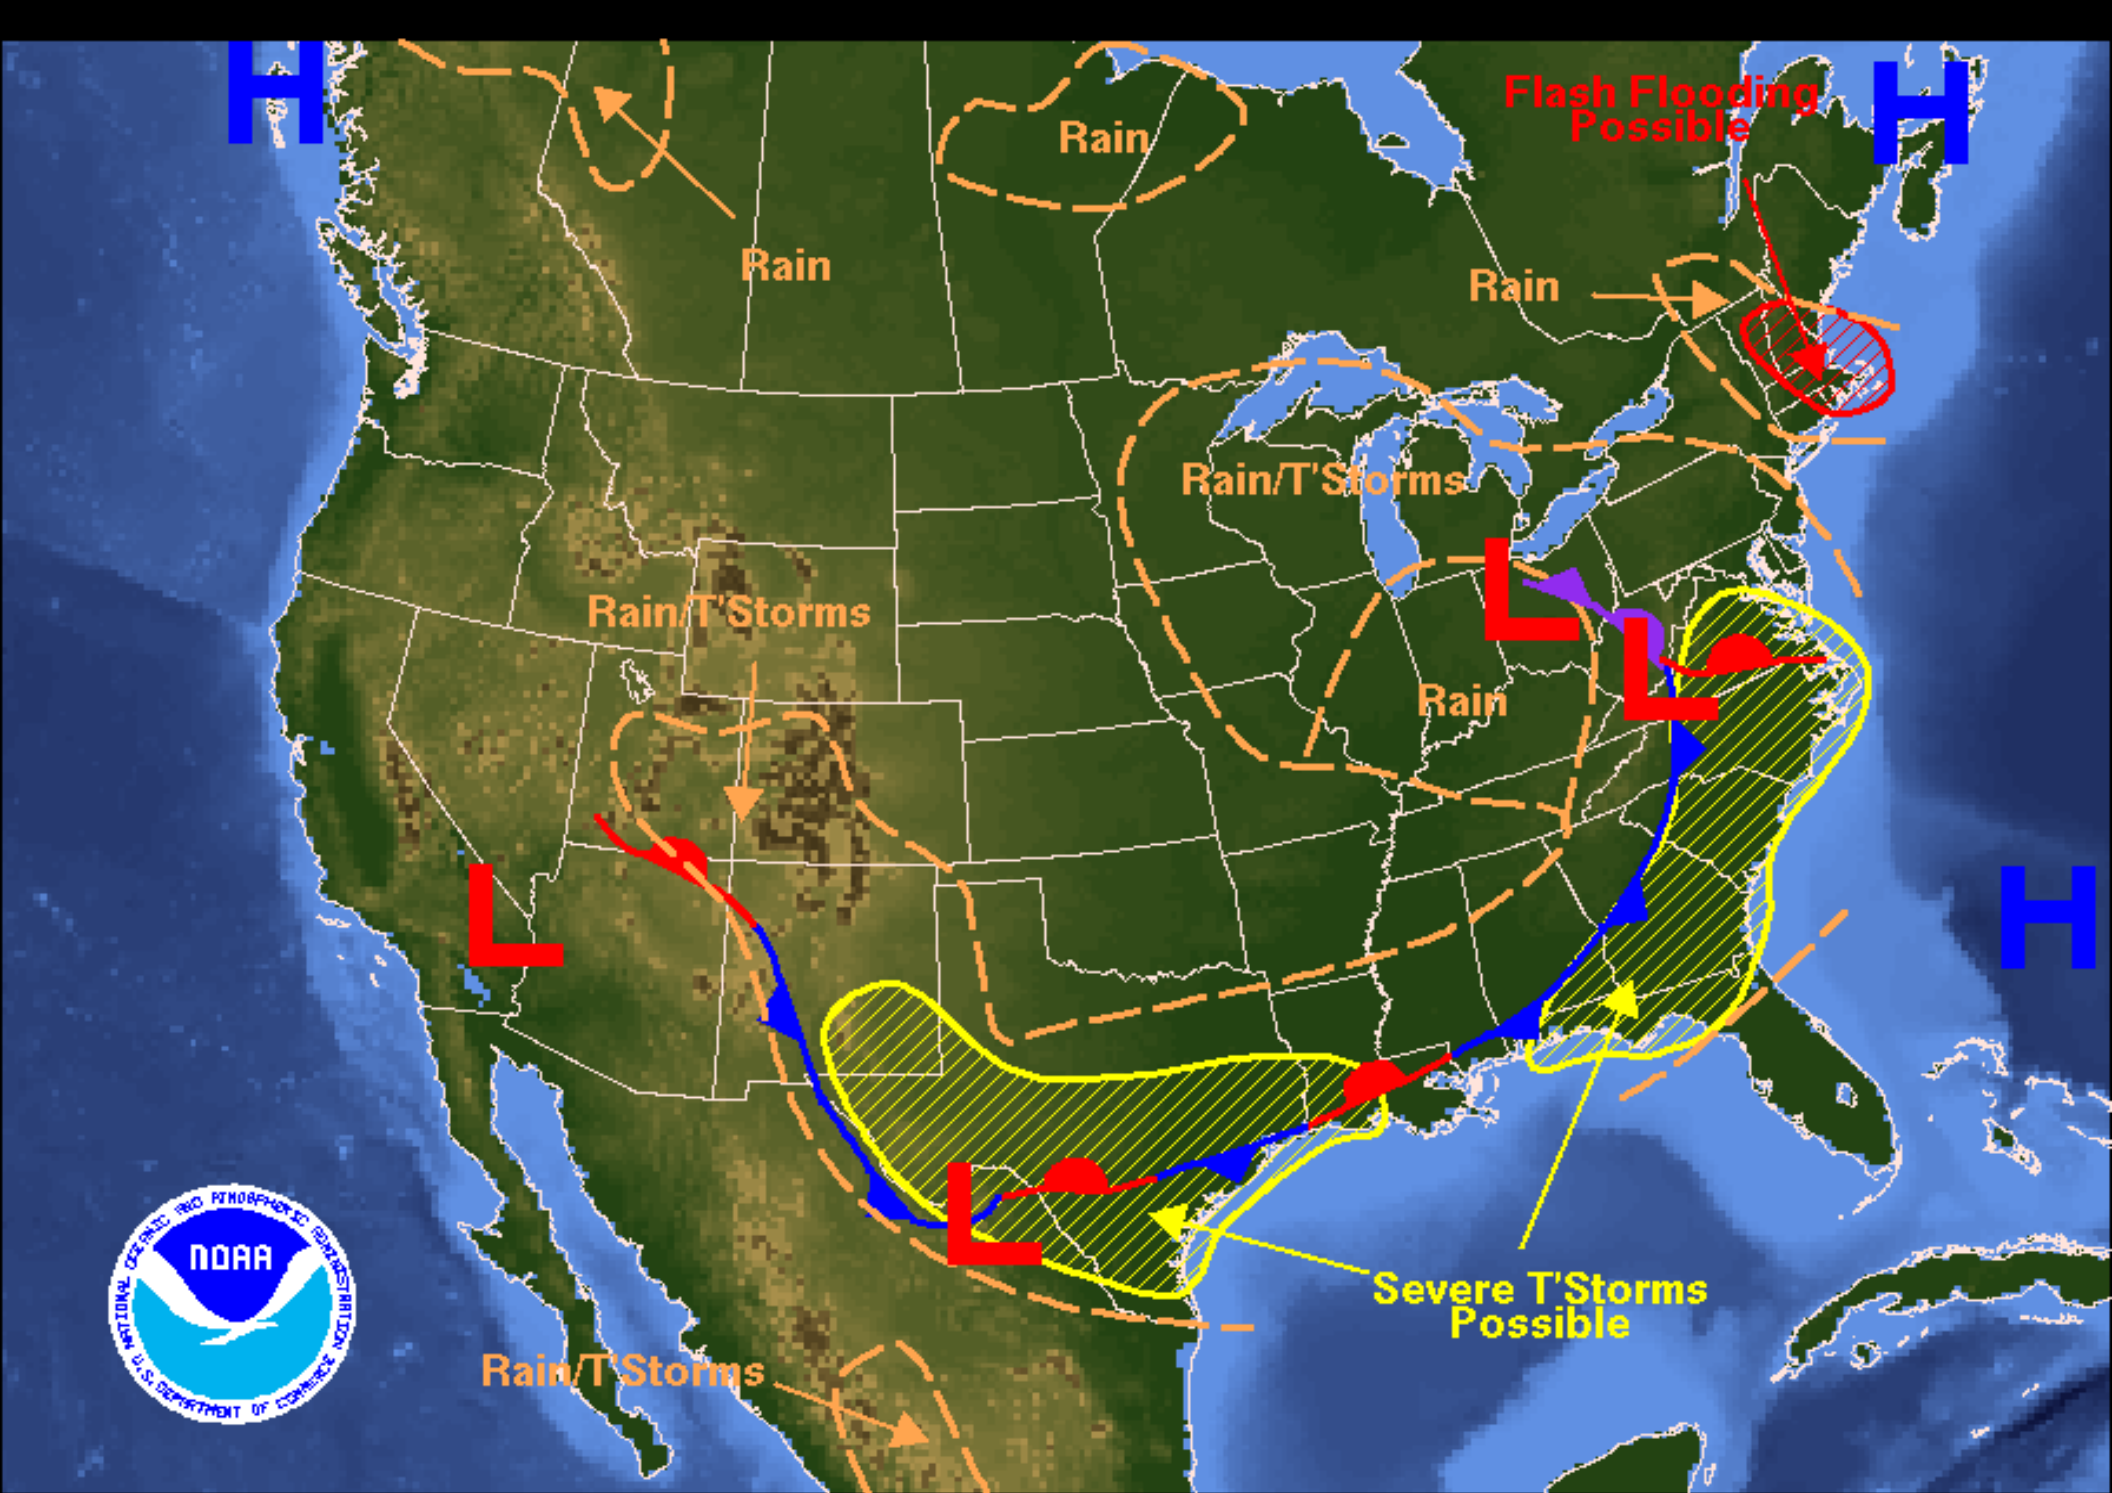 H
H
Flash Flooding
Possible
Rain
Rain
Rain
Rain/T'Storms
L
Rain/T'Storms
L
Rain
L
H
L
NATIONAL OCEANIC AND ATMOSPHERIC ADMINISTRATION
NOAA
U.S. DEPARTMENT OF COMMERCE
Severe T'Storms
Possible
Rain/T'Storms